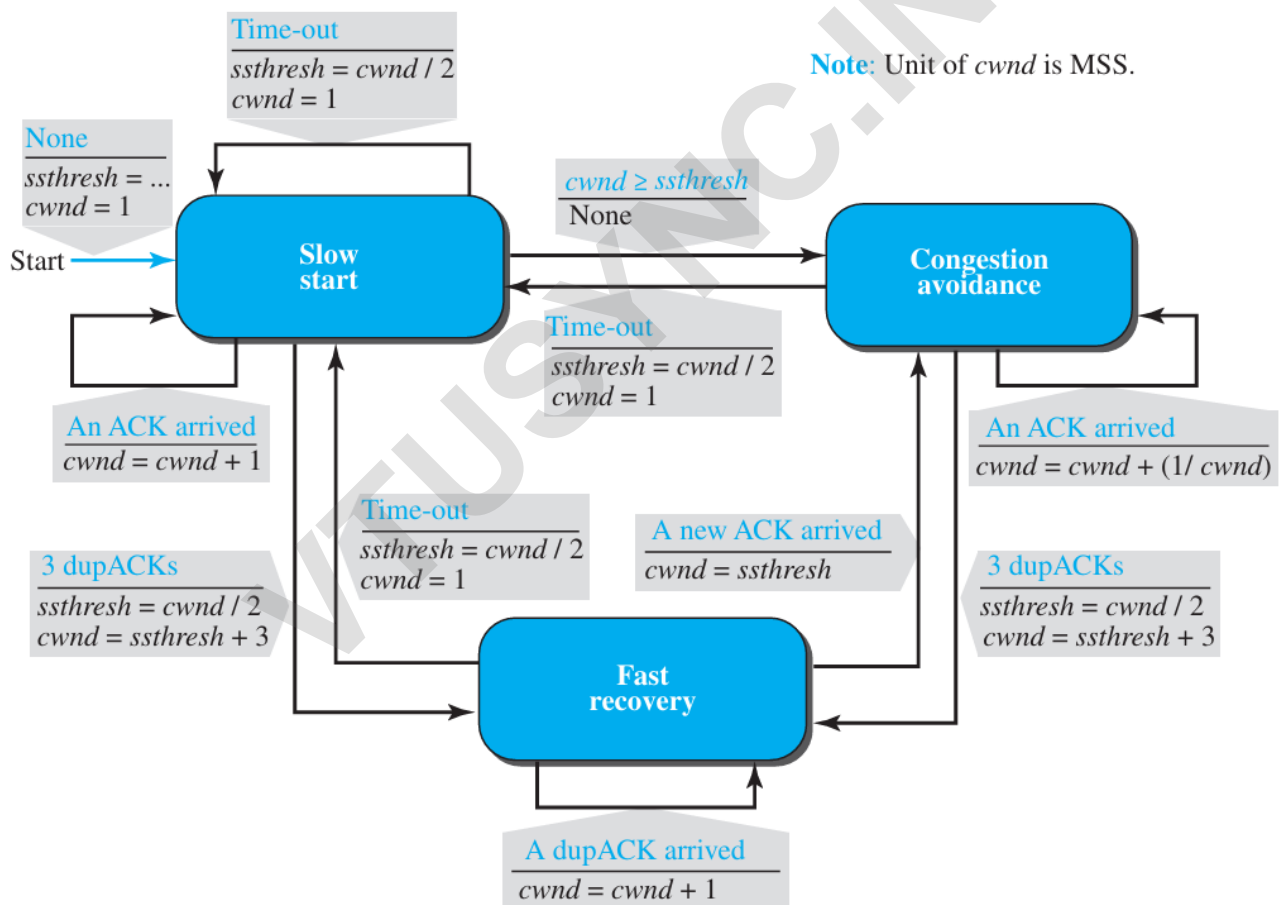 Time-out
ssthresh = cwnd / 2
cwnd = 1
Note: Unit of cwnd is MSS.
None
ssthresh = ...
cwnd = 1
Start
Slow
start
cwnd ≥ ssthresh
None
Congestion
avoidance
Time-out
ssthresh = cwnd / 2
cwnd = 1
An ACK arrived
cwnd = cwnd + 1
An ACK arrived
cwnd = cwnd + (1/ cwnd)
3 dupACKs
ssthresh = cwnd / 2
cwnd = ssthresh + 3
Time-out
ssthresh = cwnd / 2
cwnd = 1
A new ACK arrived
cwnd = ssthresh
3 dupACKs
ssthresh = cwnd / 2
cwnd = ssthresh + 3
Fast
recovery
A dupACK arrived
cwnd = cwnd + 1
VTUSYNC.IN